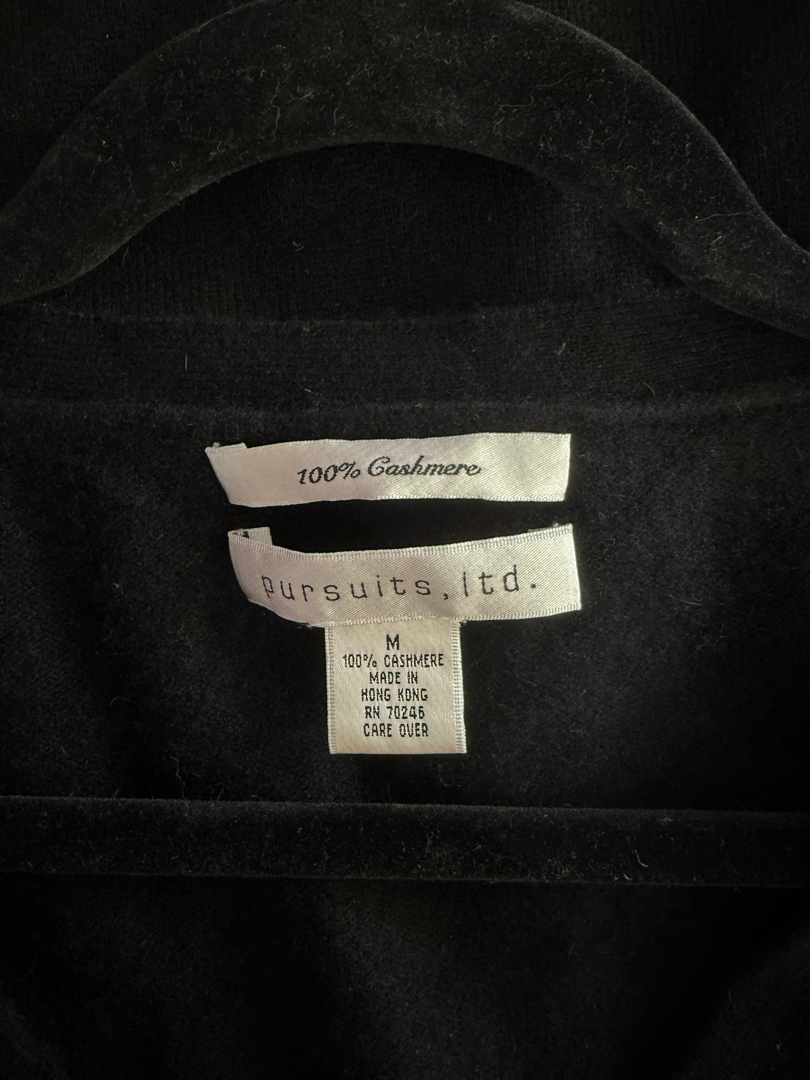 100% Cashmere
pursuits, ltd.
M
100% CASHMERE
MADE IN
HONG KONG
RN 70246
CARE OVER